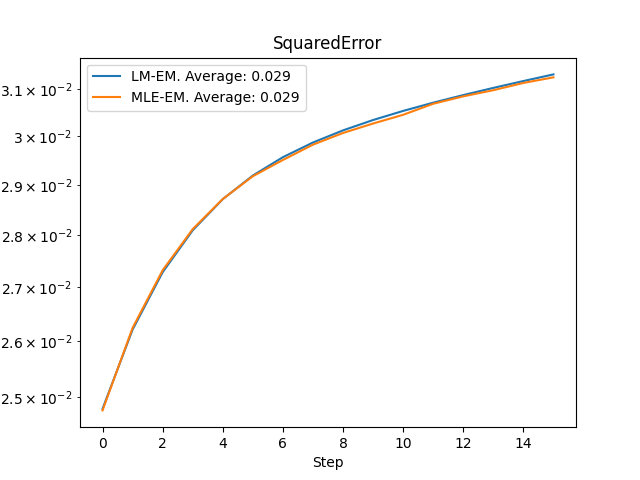 SquaredError
LM-EM. Average: 0.029
MLE-EM. Average: 0.029
3.1 × 10⁻²
3 × 10⁻²
2.9 × 10⁻²
2.8 × 10⁻²
2.7 × 10⁻²
2.6 × 10⁻²
2.5 × 10⁻²
0 2 4 6 8 10 12 14
Step